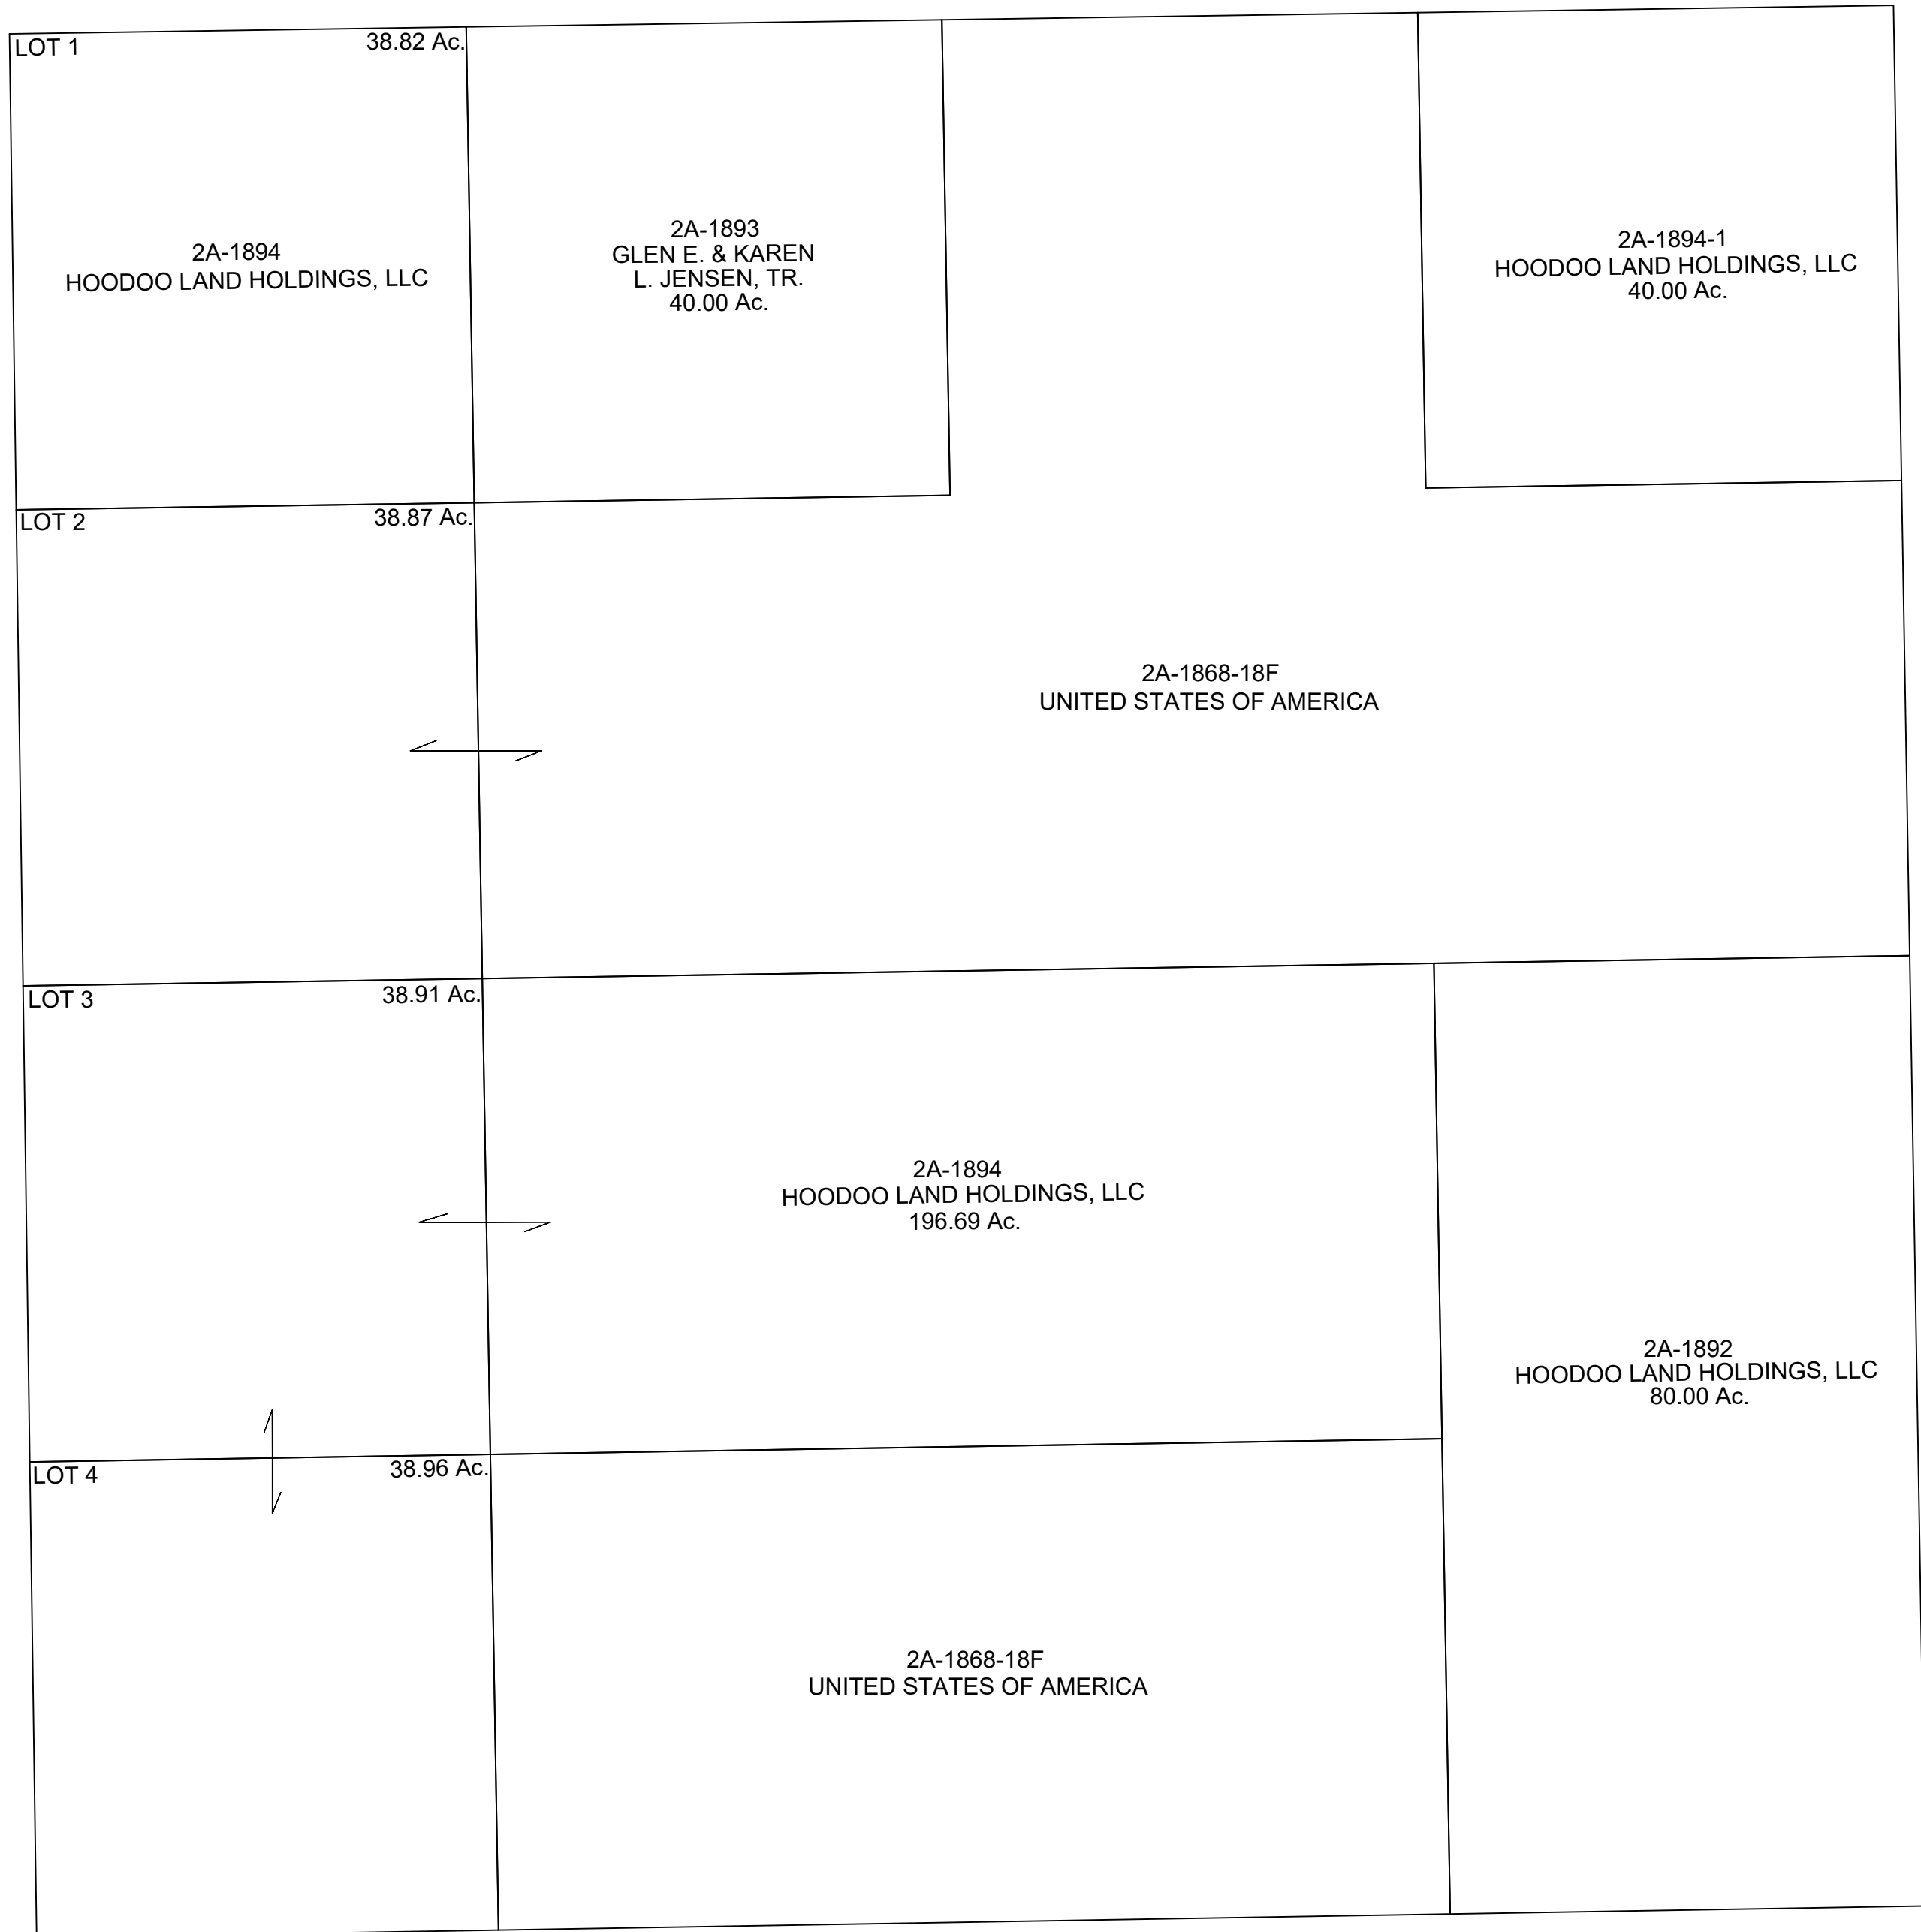 LOT 1
38.82 Ac.
2A-1894
HOODOO LAND HOLDINGS, LLC
2A-1893
GLEN E. & KAREN
L. JENSEN, TR.
40.00 Ac.
2A-1894-1
HOODOO LAND HOLDINGS, LLC
40.00 Ac.
LOT 2
38.87 Ac.
2A-1868-18F
UNITED STATES OF AMERICA
LOT 3
38.91 Ac.
2A-1894
HOODOO LAND HOLDINGS, LLC
196.69 Ac.
2A-1892
HOODOO LAND HOLDINGS, LLC
80.00 Ac.
LOT 4
38.96 Ac.
2A-1868-18F
UNITED STATES OF AMERICA